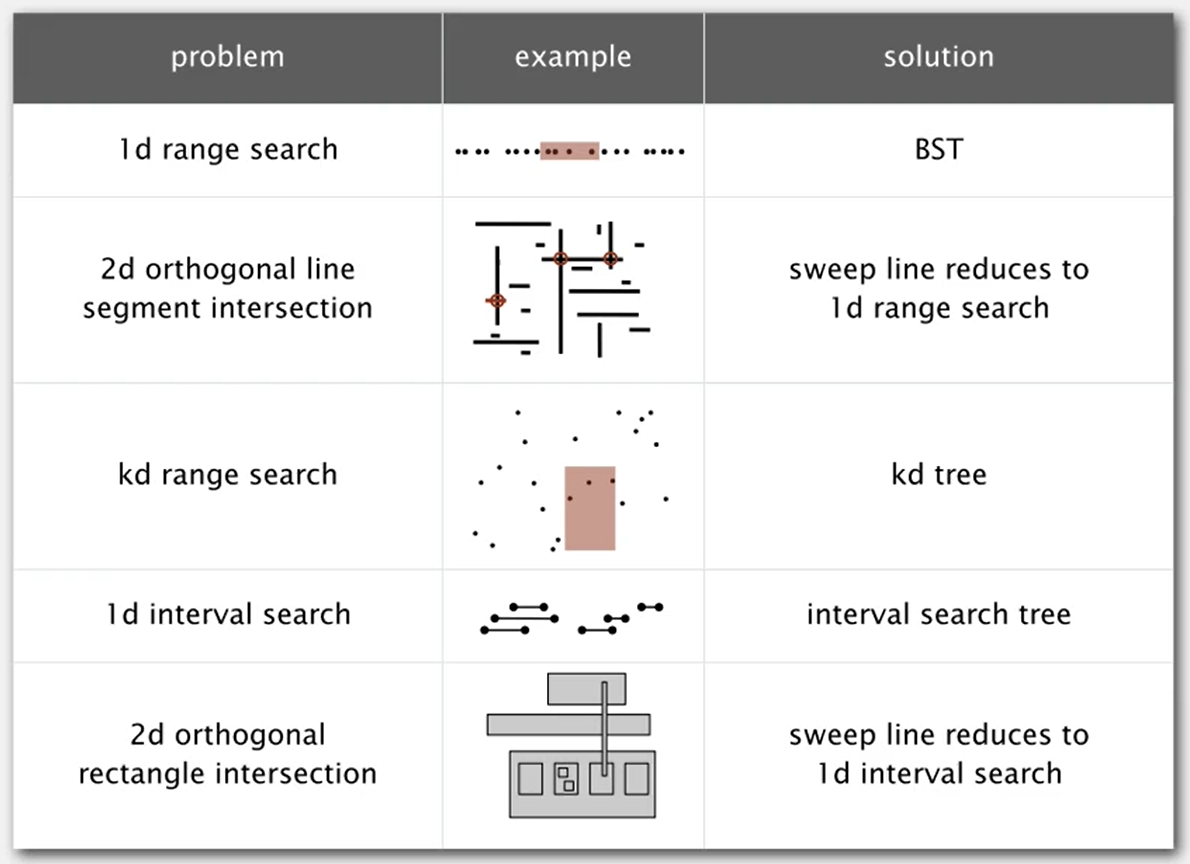 problem example solution
1d range search BST
2d orthogonal line
segment intersection
sweep line reduces to
1d range search
kd range search kd tree
1d interval search interval search tree
2d orthogonal
rectangle intersection
sweep line reduces to
1d interval search